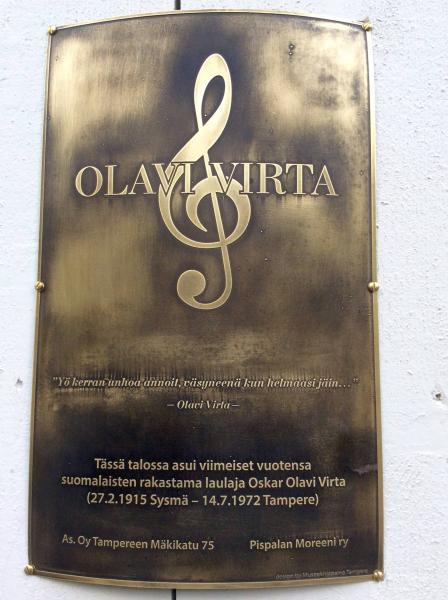 OLAVI VIRTA
"Yö kerran unhoa annoit, väsyneenä kun helmaasi jäin..."
– Olavi Virta –
Tässä talossa asui viimeiset vuotensa
suomalaisten rakastama laulaja Oskar Olavi Virta
(27.2.1915 Sysmä – 14.7.1972 Tampere)
As. Oy Tampereen Mäkikatu 75 Pispalan Moreeni ry
design by